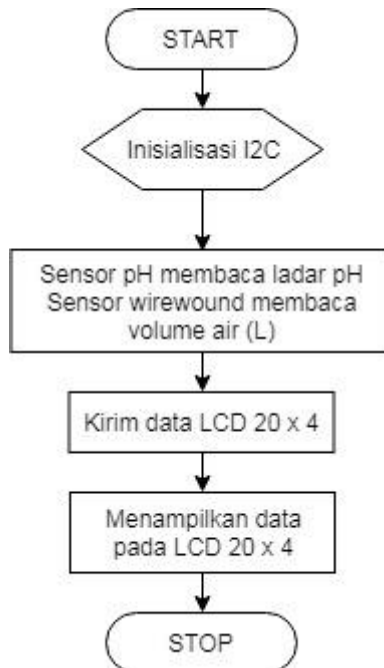 START
Inisialisasi I2C
Sensor pH membaca ladar pH
Sensor wirewound membaca
volume air (L)
Kirim data LCD 20 x 4
Menampilkan data
pada LCD 20 x 4
STOP